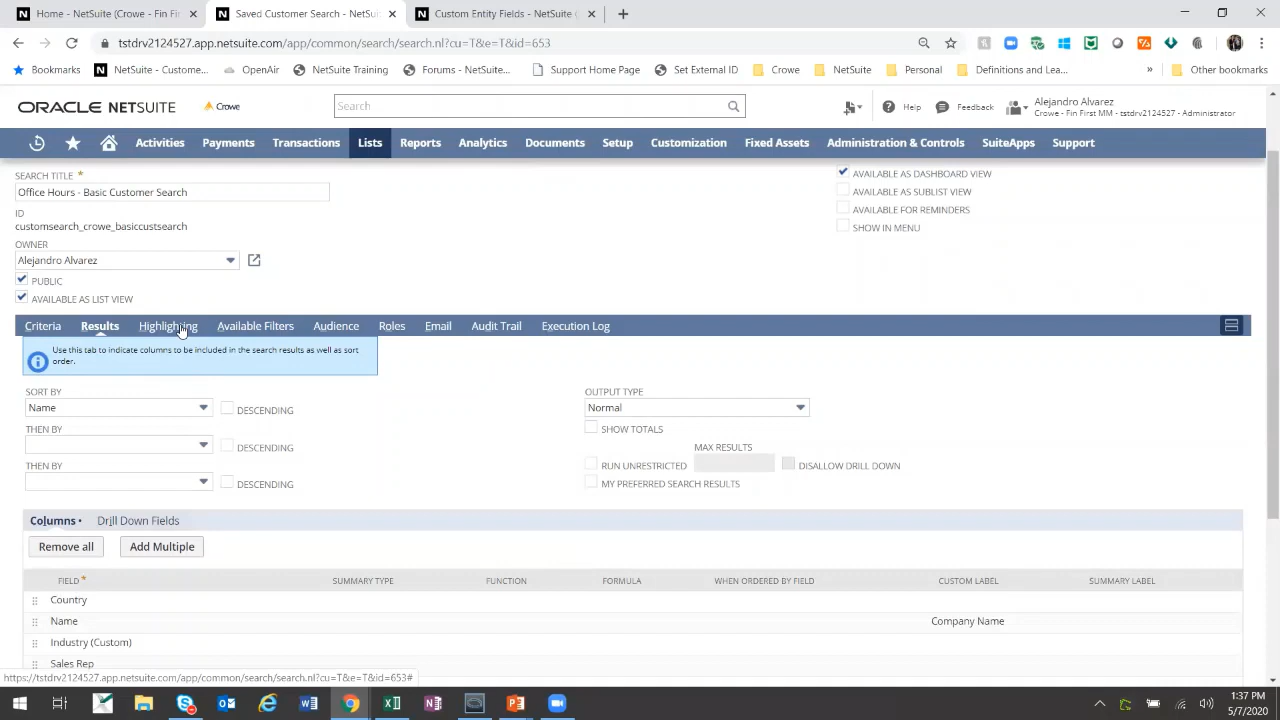 Home - NetSuite (Crowe - Fin Fi
Saved Customer Search - NetSuit
Custom Entity Fields - NetSuite (
tstdrv2124527.app.netsuite.com/app/common/search/search.nl?cu=T&e=T&id=653
Bookmarks
NetSuite - Custome...
OpenAir
NetSuite Training
Forums - NetSuite...
Support Home Page
Set External ID
Crowe
NetSuite
Personal
Definitions and Lea...
»
Other bookmarks
ORACLE NETSUITE
Crowe
Search
Help
Feedback
Alejandro Alvarez
Crowe - Fin First MM - tstdrv2124527 - Administrator
Activities
Payments
Transactions
Lists
Reports
Analytics
Documents
Setup
Customization
Fixed Assets
Administration & Controls
SuiteApps
Support
SEARCH TITLE *
Office Hours - Basic Customer Search
ID
customsearch_crowe_basiccustsearch
OWNER
Alejandro Alvarez
PUBLIC
AVAILABLE AS LIST VIEW
AVAILABLE AS DASHBOARD VIEW
AVAILABLE AS SUBLIST VIEW
AVAILABLE FOR REMINDERS
SHOW IN MENU
Criteria
Results
Highlighting
Available Filters
Audience
Roles
Email
Audit Trail
Execution Log
Use this tab to indicate columns to be included in the search results as well as sort
order.
SORT BY
Name
DESCENDING
THEN BY
DESCENDING
THEN BY
DESCENDING
OUTPUT TYPE
Normal
SHOW TOTALS
MAX RESULTS
RUN UNRESTRICTED
DISALLOW DRILL DOWN
MY PREFERRED SEARCH RESULTS
Columns •
Drill Down Fields
Remove all
Add Multiple
FIELD *
SUMMARY TYPE
FUNCTION
FORMULA
WHEN ORDERED BY FIELD
CUSTOM LABEL
SUMMARY LABEL
Country
Name
Company Name
Industry (Custom)
Sales Rep
https://tstdrv2124527.app.netsuite.com/app/common/search/search.nl?cu=T&e=T&id=653#
1:37 PM
5/7/2020